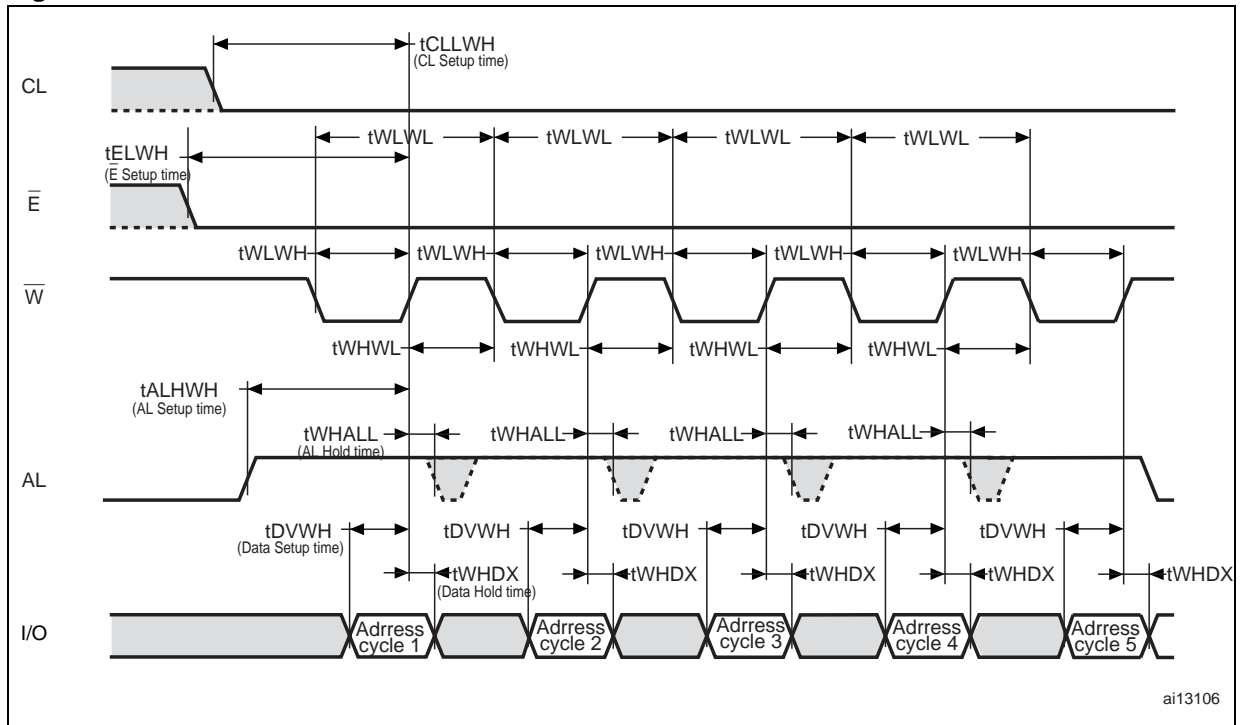 tCLLWH
(CL Setup time)
CL
tWLWL tWLWL tWLWL tWLWL
tELWH
(E̅ Setup time)
E̅
tWLWH tWLWH tWLWH tWLWH tWLWH
W̅
tWHWL tWHWL tWHWL tWHWL
tALHWH
(AL Setup time)
tWHALL tWHALL tWHALL tWHALL
(AL Hold time)
AL
tDVWH tDVWH tDVWH tDVWH tDVWH
(Data Setup time)
tWHDX tWHDX tWHDX tWHDX tWHDX
(Data Hold time)
I/O
Adrress cycle 1
Adrress cycle 2
Adrress cycle 3
Adrress cycle 4
Adrress cycle 5
ai13106